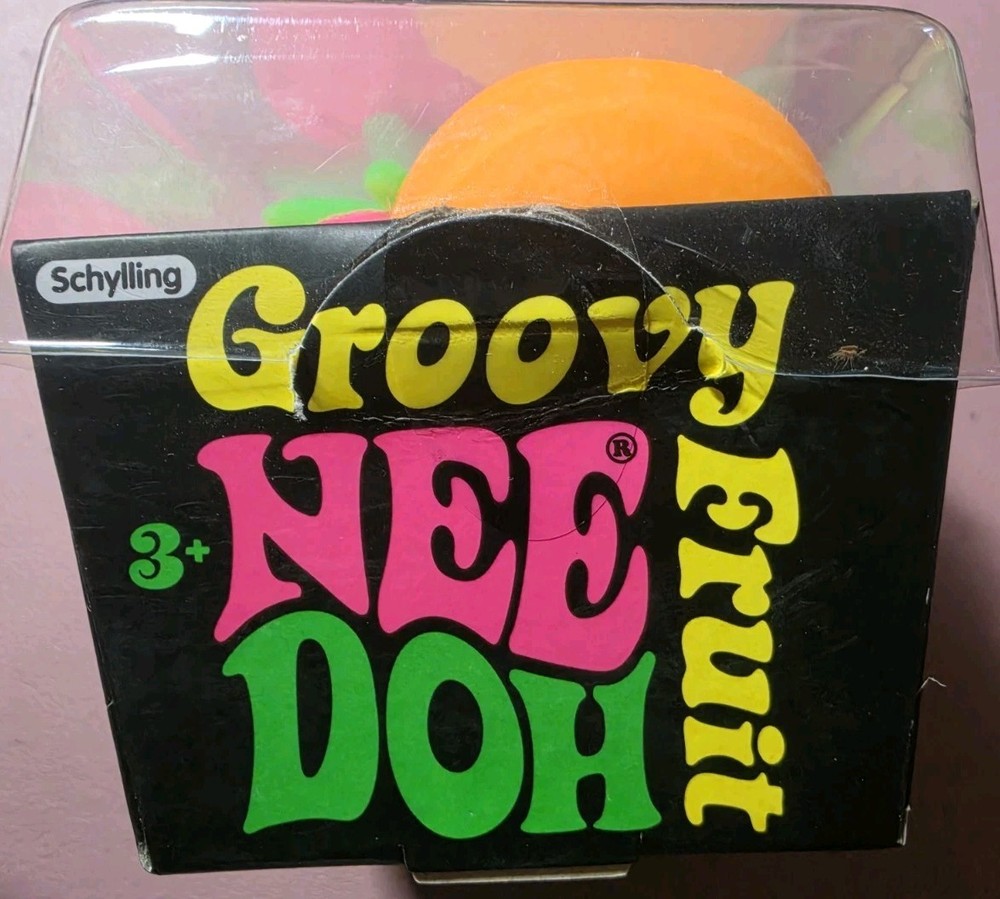 Schylling
Groovy
Fruit
3+
NEE®
DOH